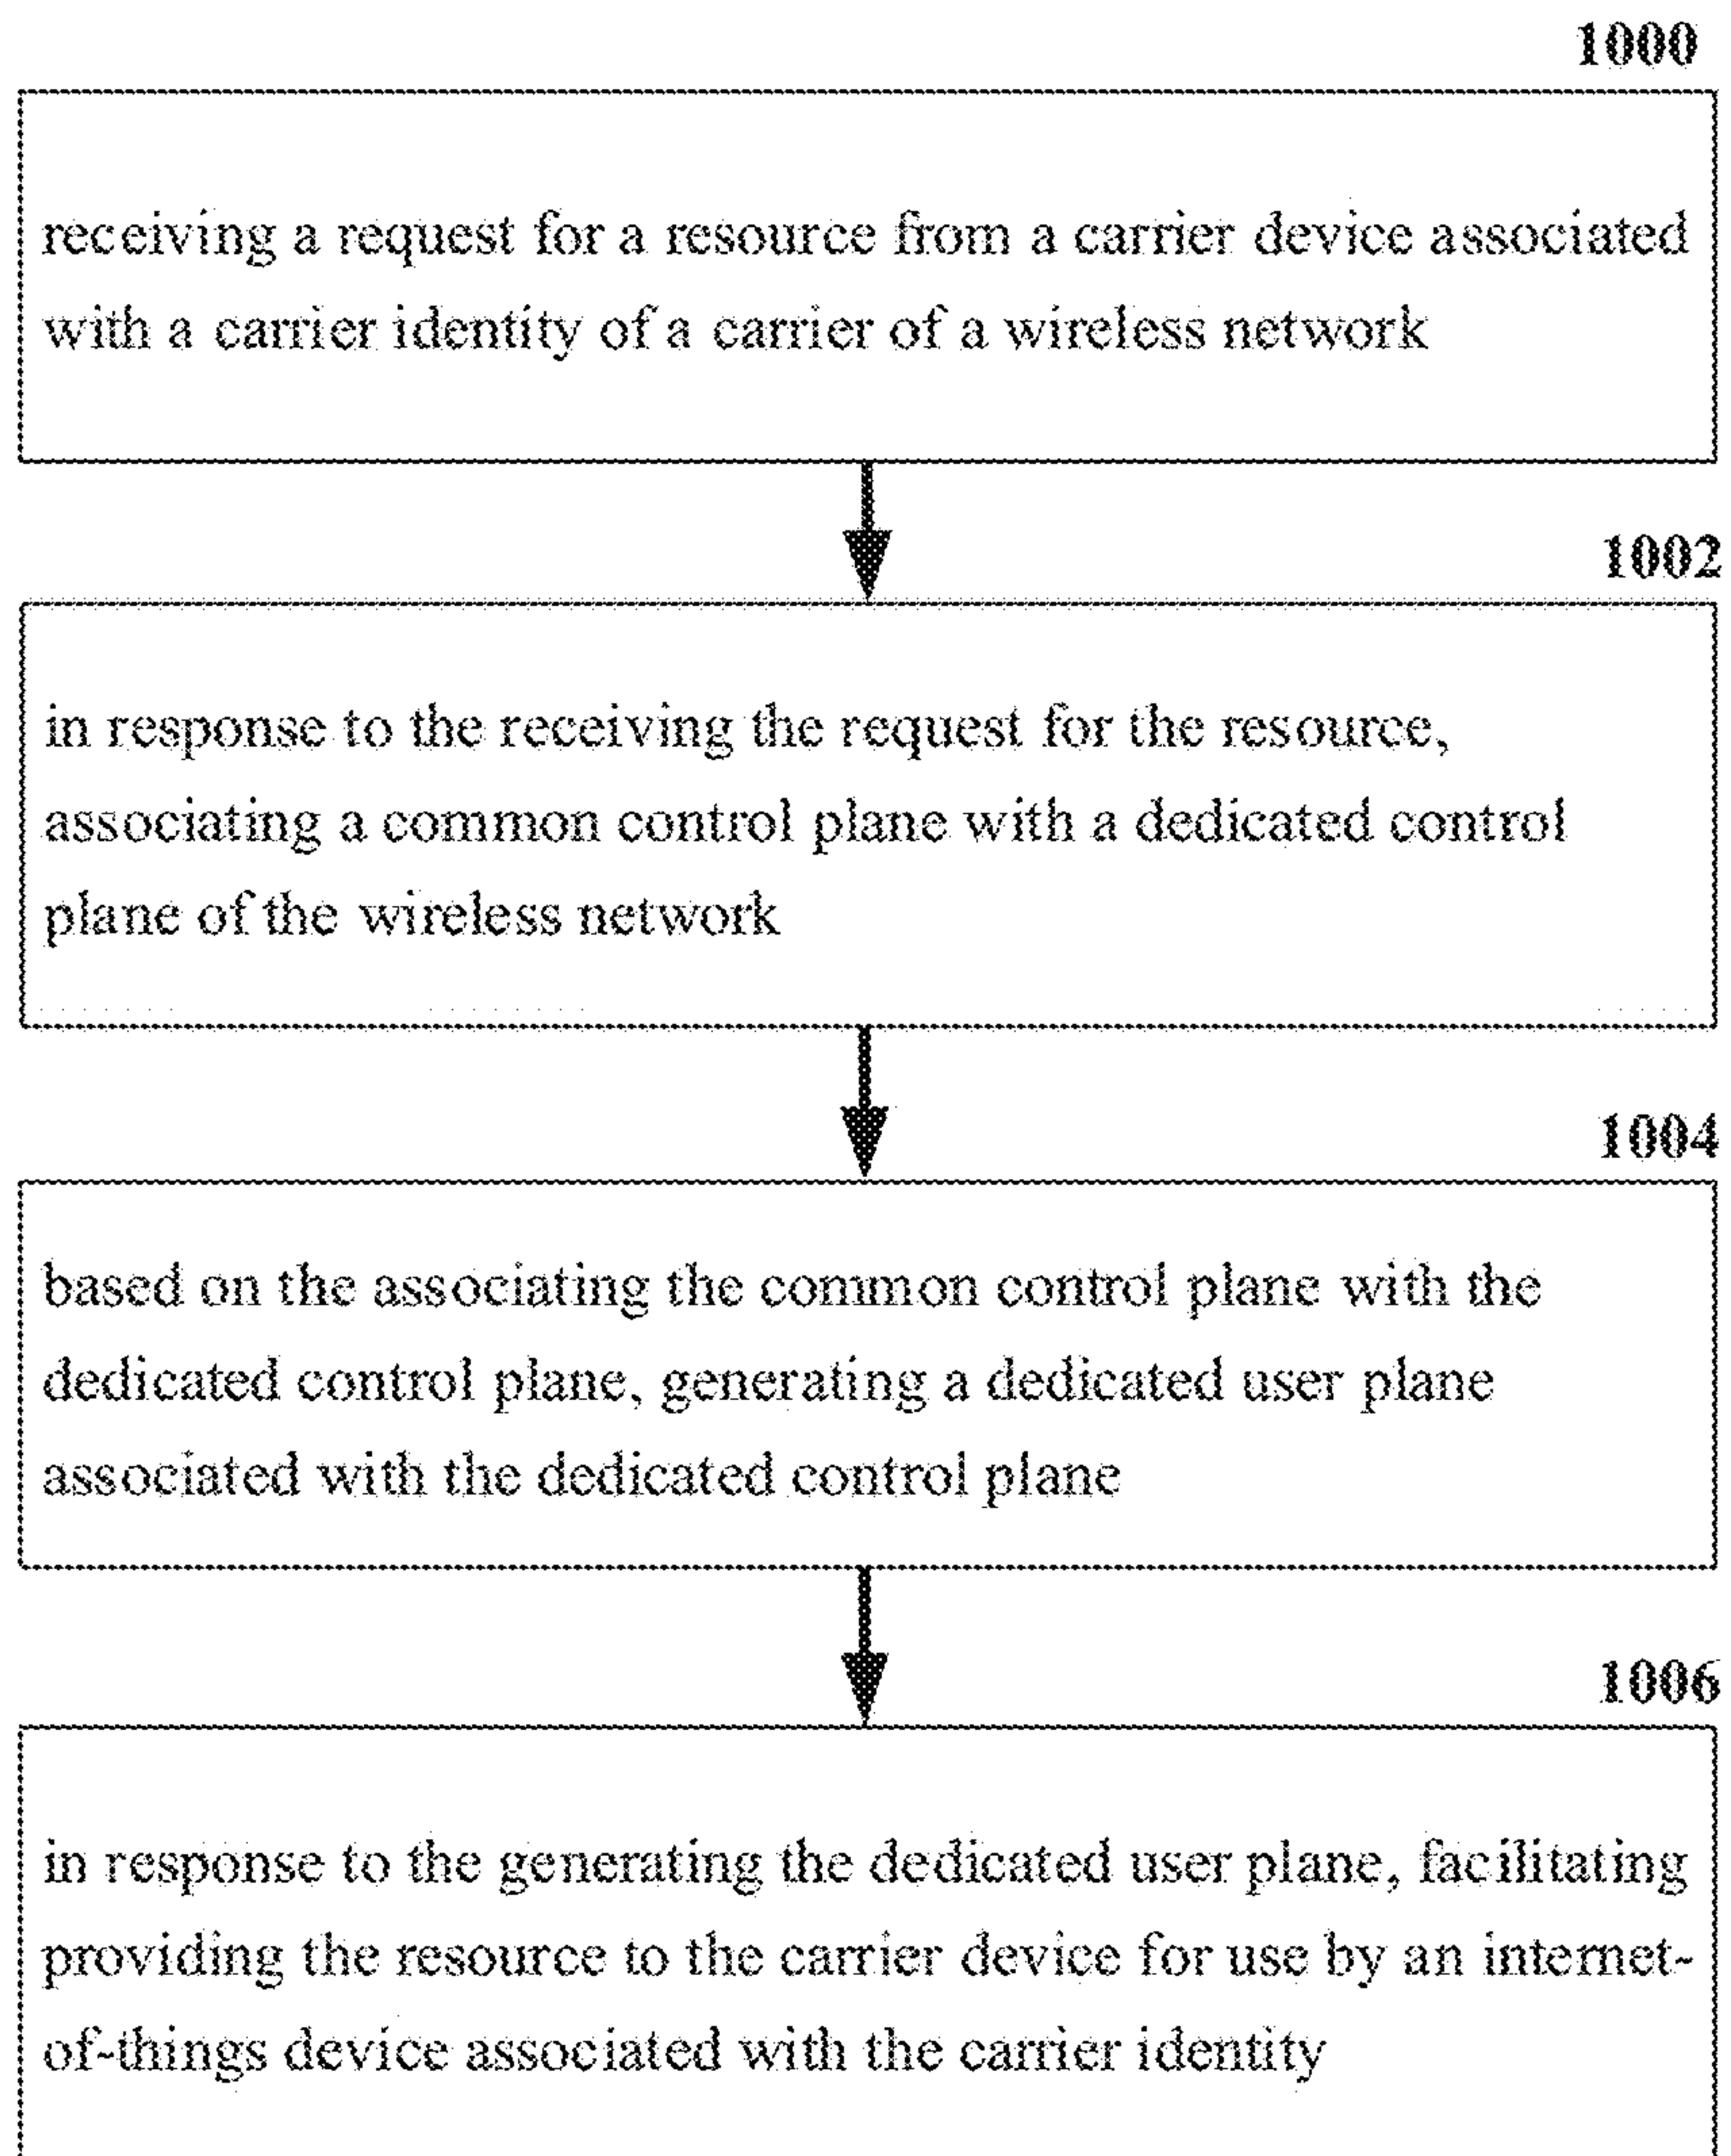 1000
receiving a request for a resource from a carrier device associated
with a carrier identity of a carrier of a wireless network
1002
in response to the receiving the request for the resource,
associating a common control plane with a dedicated control
plane of the wireless network
1004
based on the associating the common control plane with the
dedicated control plane, generating a dedicated user plane
associated with the dedicated control plane
1006
in response to the generating the dedicated user plane, facilitating
providing the resource to the carrier device for use by an internet-
of-things device associated with the carrier identity